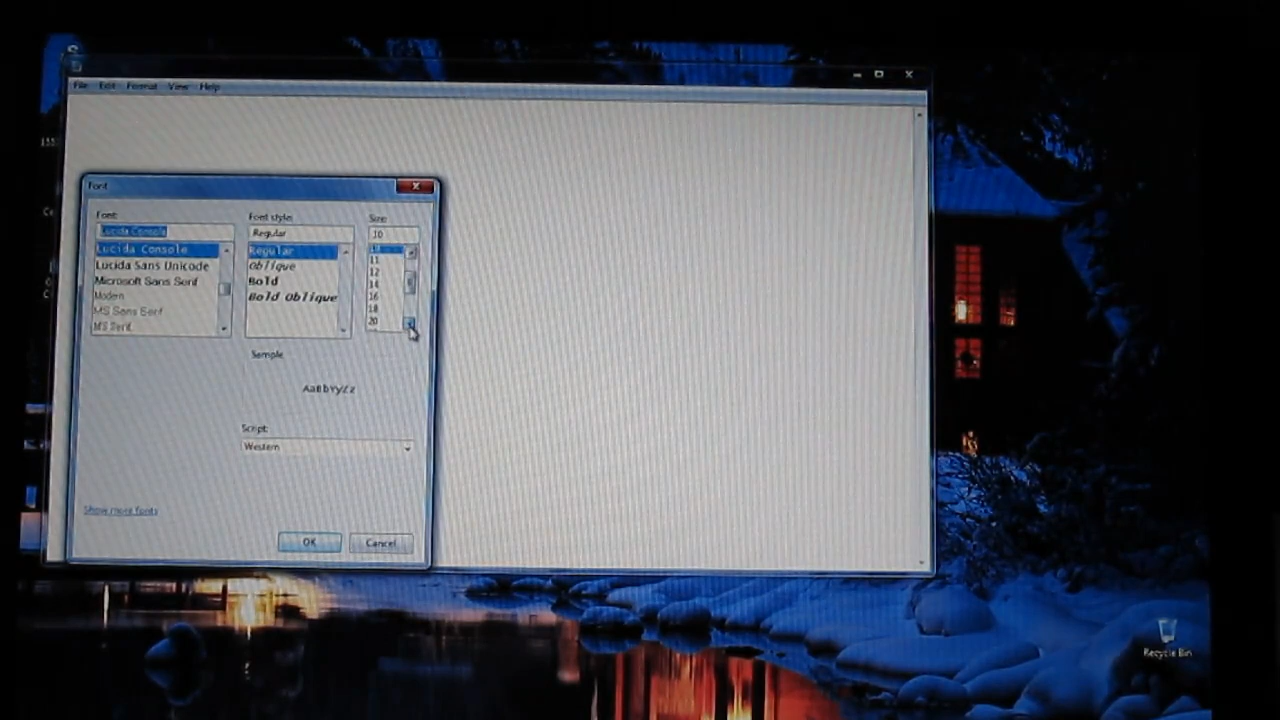 File Edit Format View Help
Font
Font: Font style: Size:
Lucida Console Regular 10
Lucida Console Regular 10
Lucida Sans Unicode Oblique 11
Microsoft Sans Serif Bold 12
Modern Bold Oblique 14
MS Sans Serif 16
MS Serif 18
20
Sample
AaBbYyZz
Script:
Western
Show more fonts
OK Cancel
Recycle Bin